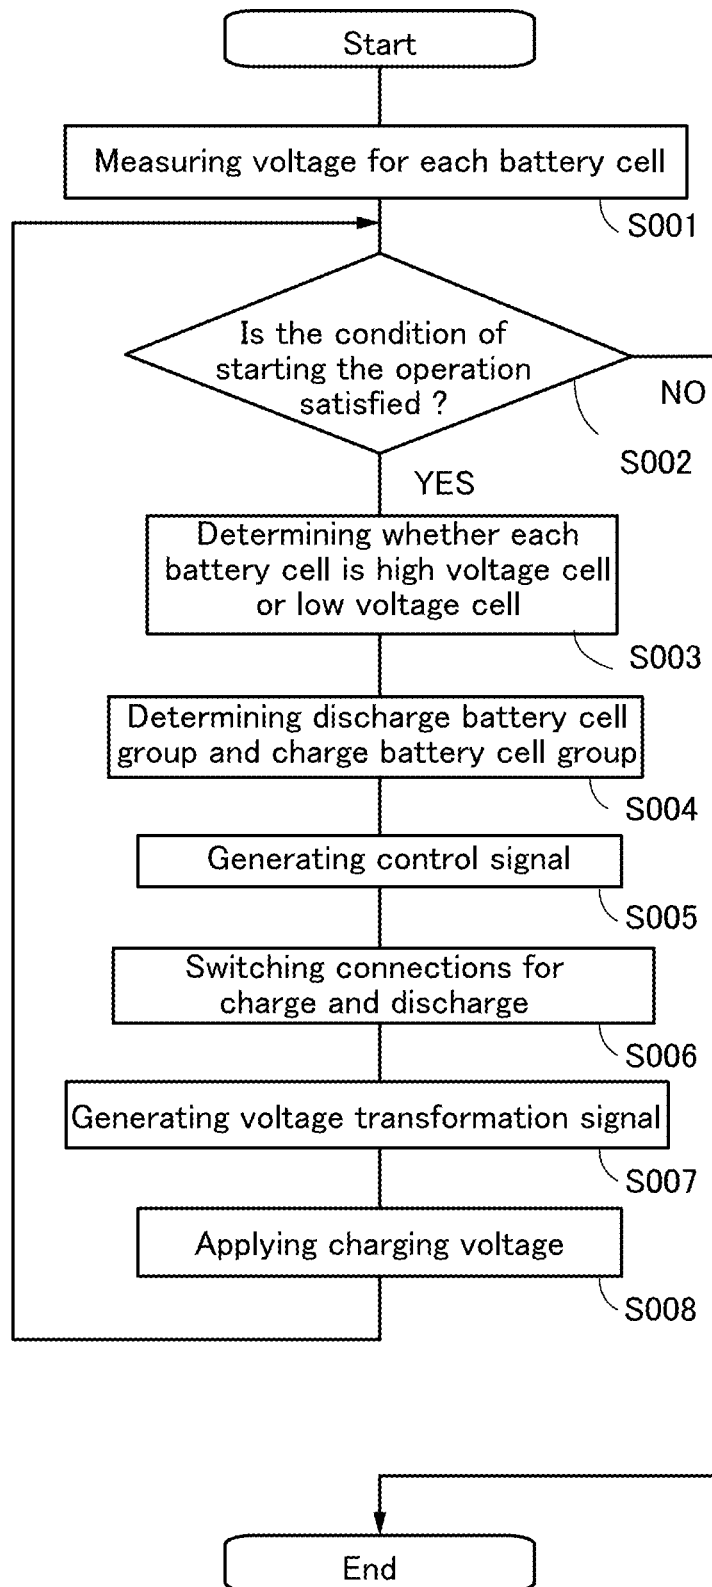 Start
Measuring voltage for each battery cell
S001
Is the condition of
starting the operation
satisfied ?
NO
S002
YES
Determining whether each
battery cell is high voltage cell
or low voltage cell
S003
Determining discharge battery cell
group and charge battery cell group
S004
Generating control signal
S005
Switching connections for
charge and discharge
S006
Generating voltage transformation signal
S007
Applying charging voltage
S008
End